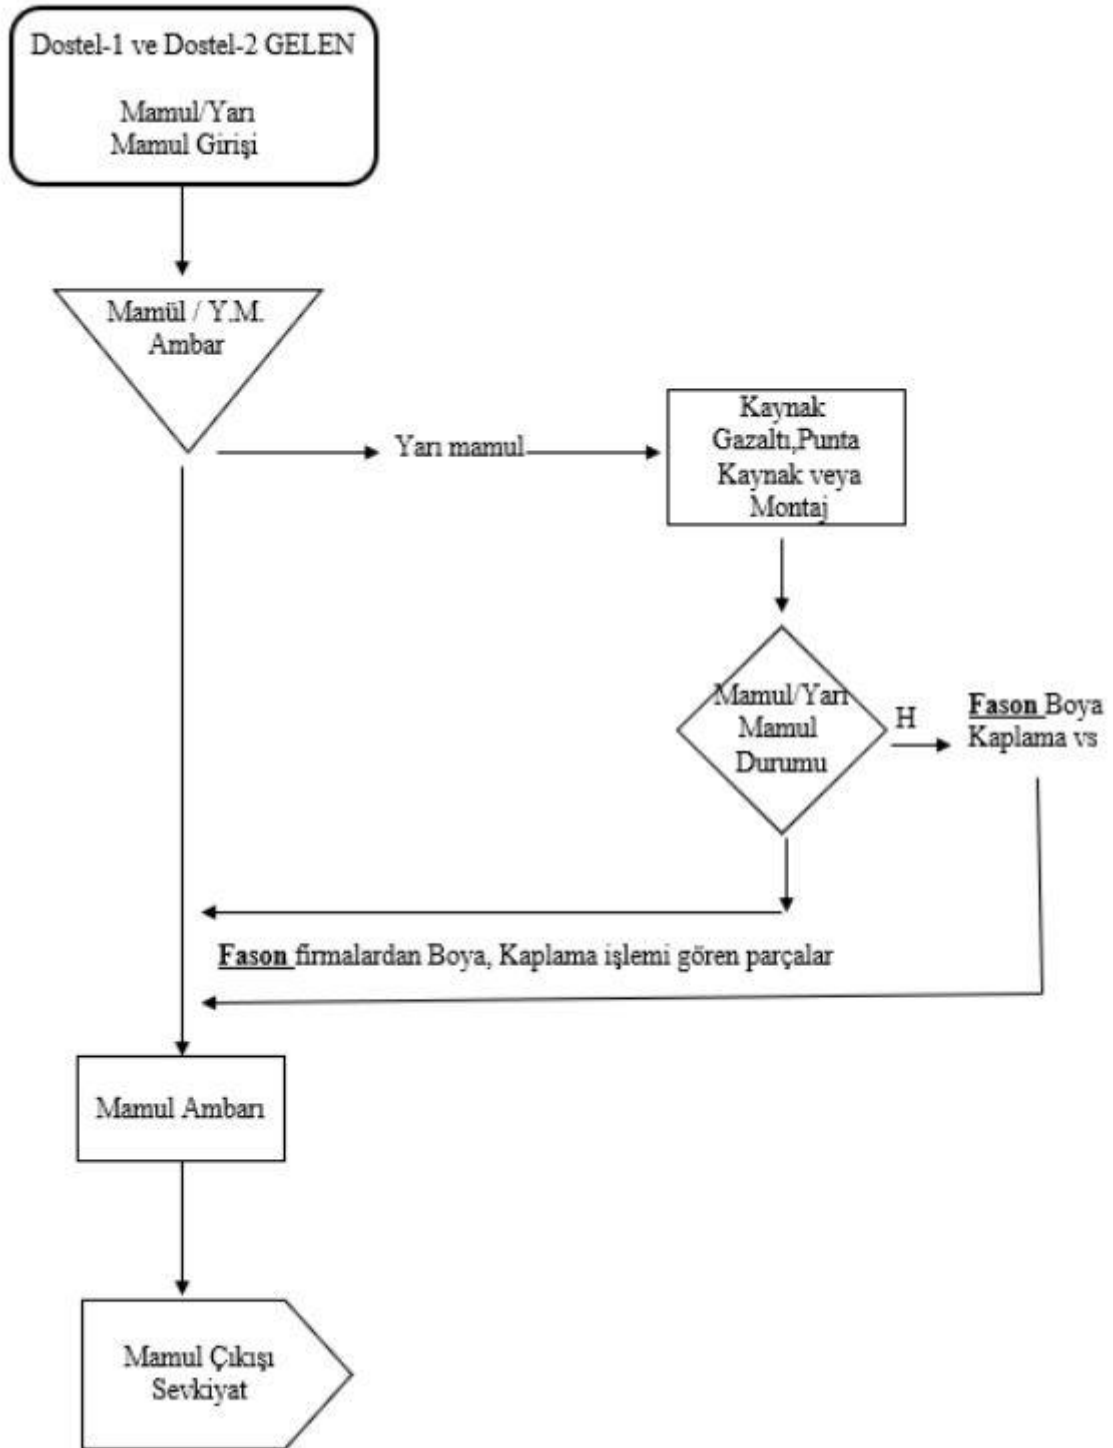 Dostel-1 ve Dostel-2 GELEN
Mamul/Yarı
Mamul Girişi
Mamül / Y.M.
Ambar
Yarı mamul
Kaynak
Gazaltı,Punta
Kaynak veya
Montaj
Mamul/Yarı
Mamul
Durumu
H
Fason Boya
Kaplama vs
Fason firmalardan Boya, Kaplama işlemi gören parçalar
Mamul Ambarı
Mamul Çıkışı
Sevkiyat